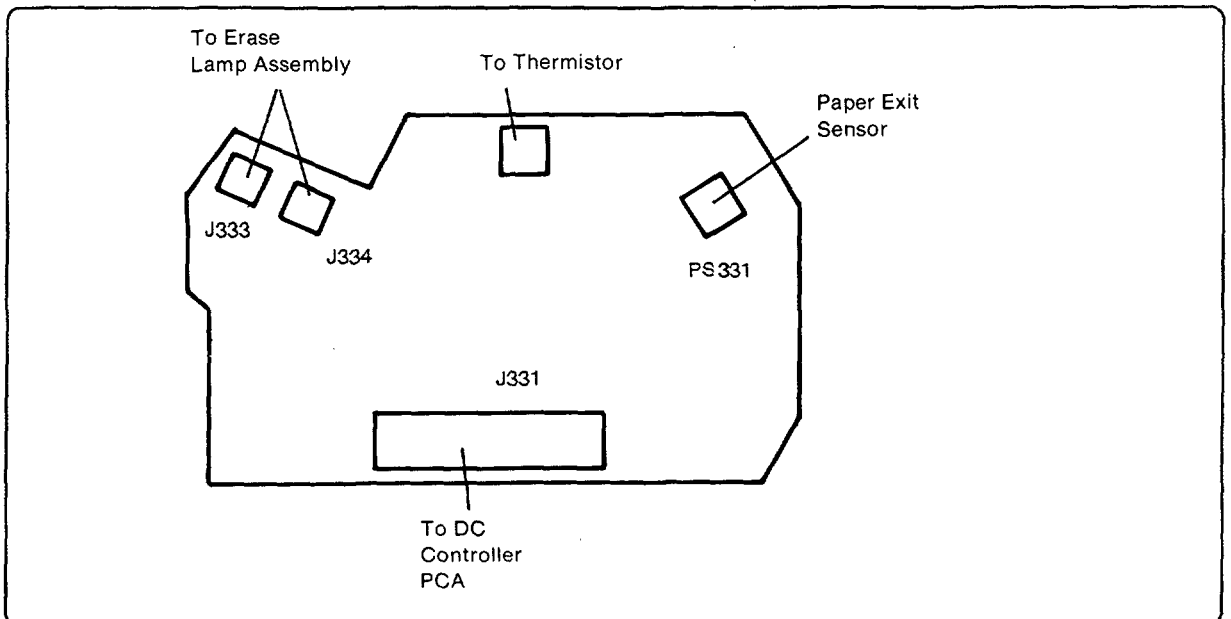 To Erase
Lamp Assembly
To Thermistor
Paper Exit
Sensor
J333
J334
PS331
J331
To DC
Controller
PCA